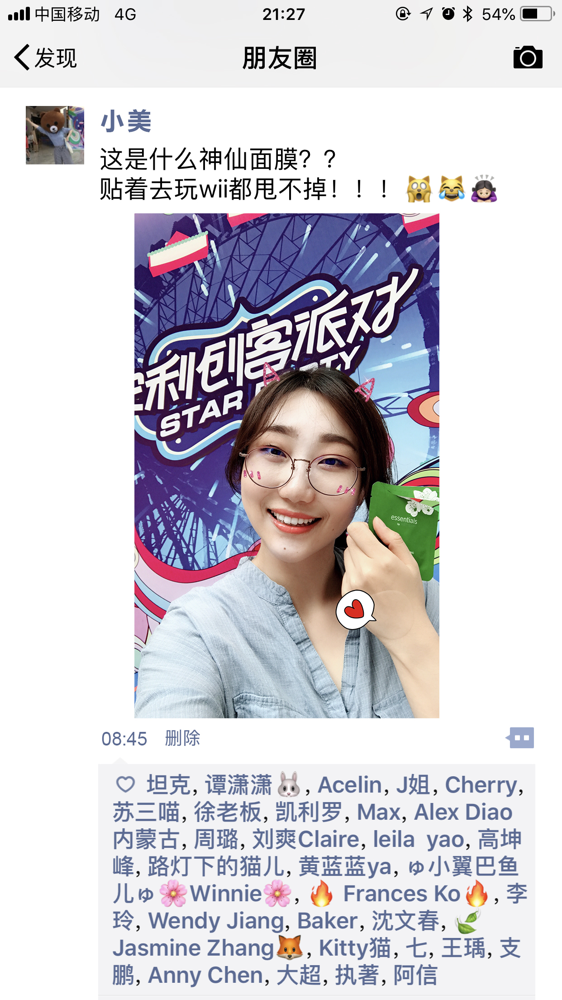 中国移动 4G 21:27 54%
发现 朋友圈
小美
这是什么神仙面膜？？
贴着去玩wii都甩不掉！！！🙀😹🙇🏻‍♀️
利创客派对
STAR
essentials
by
08:45 删除
坦克, 谭潇潇🐰, Acelin, J姐, Cherry,
苏三喵, 徐老板, 凯利罗, Max, Alex Diao
内蒙古, 周璐, 刘爽Claire, leila yao, 高坤
峰, 路灯下的猫儿, 黄蓝蓝ya, ゅ小翼巴鱼
儿ゅ🌸Winnie🌸, 🔥 Frances Ko🔥, 李
玲, Wendy Jiang, Baker, 沈文春, 🍃
Jasmine Zhang🦊, Kitty猫, 七, 王瑀, 支
鹏, Anny Chen, 大超, 执著, 阿信